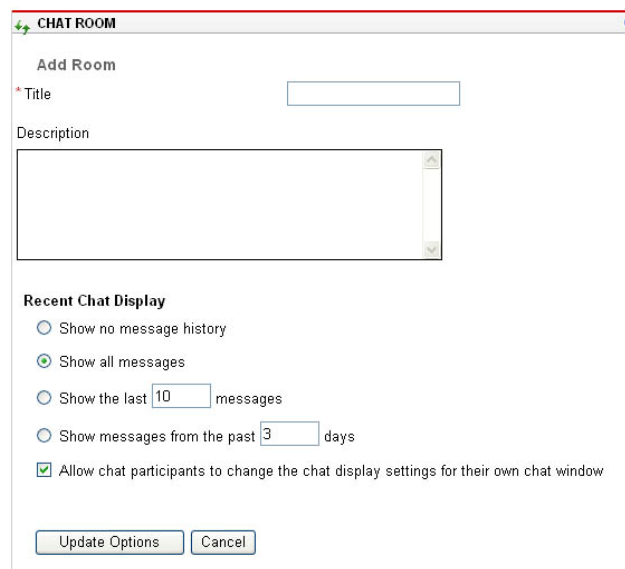 CHAT ROOM
Add Room
* Title
Description
Recent Chat Display
Show no message history
Show all messages
Show the last 10 messages
Show messages from the past 3 days
Allow chat participants to change the chat display settings for their own chat window
Update Options Cancel